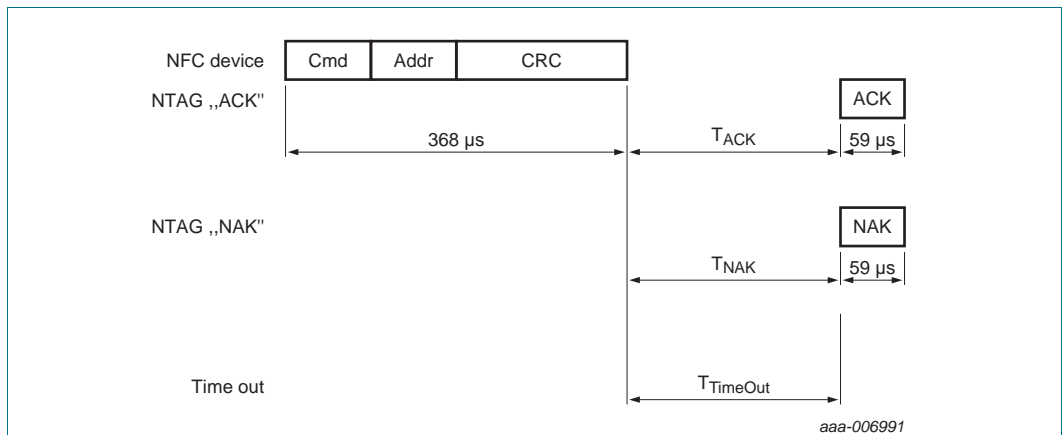 NFC device Cmd Addr CRC
NTAG ,,ACK" ACK
368 µs TACK 59 µs
NTAG ,,NAK" NAK
TNAK 59 µs
Time out TTimeOut
aaa-006991